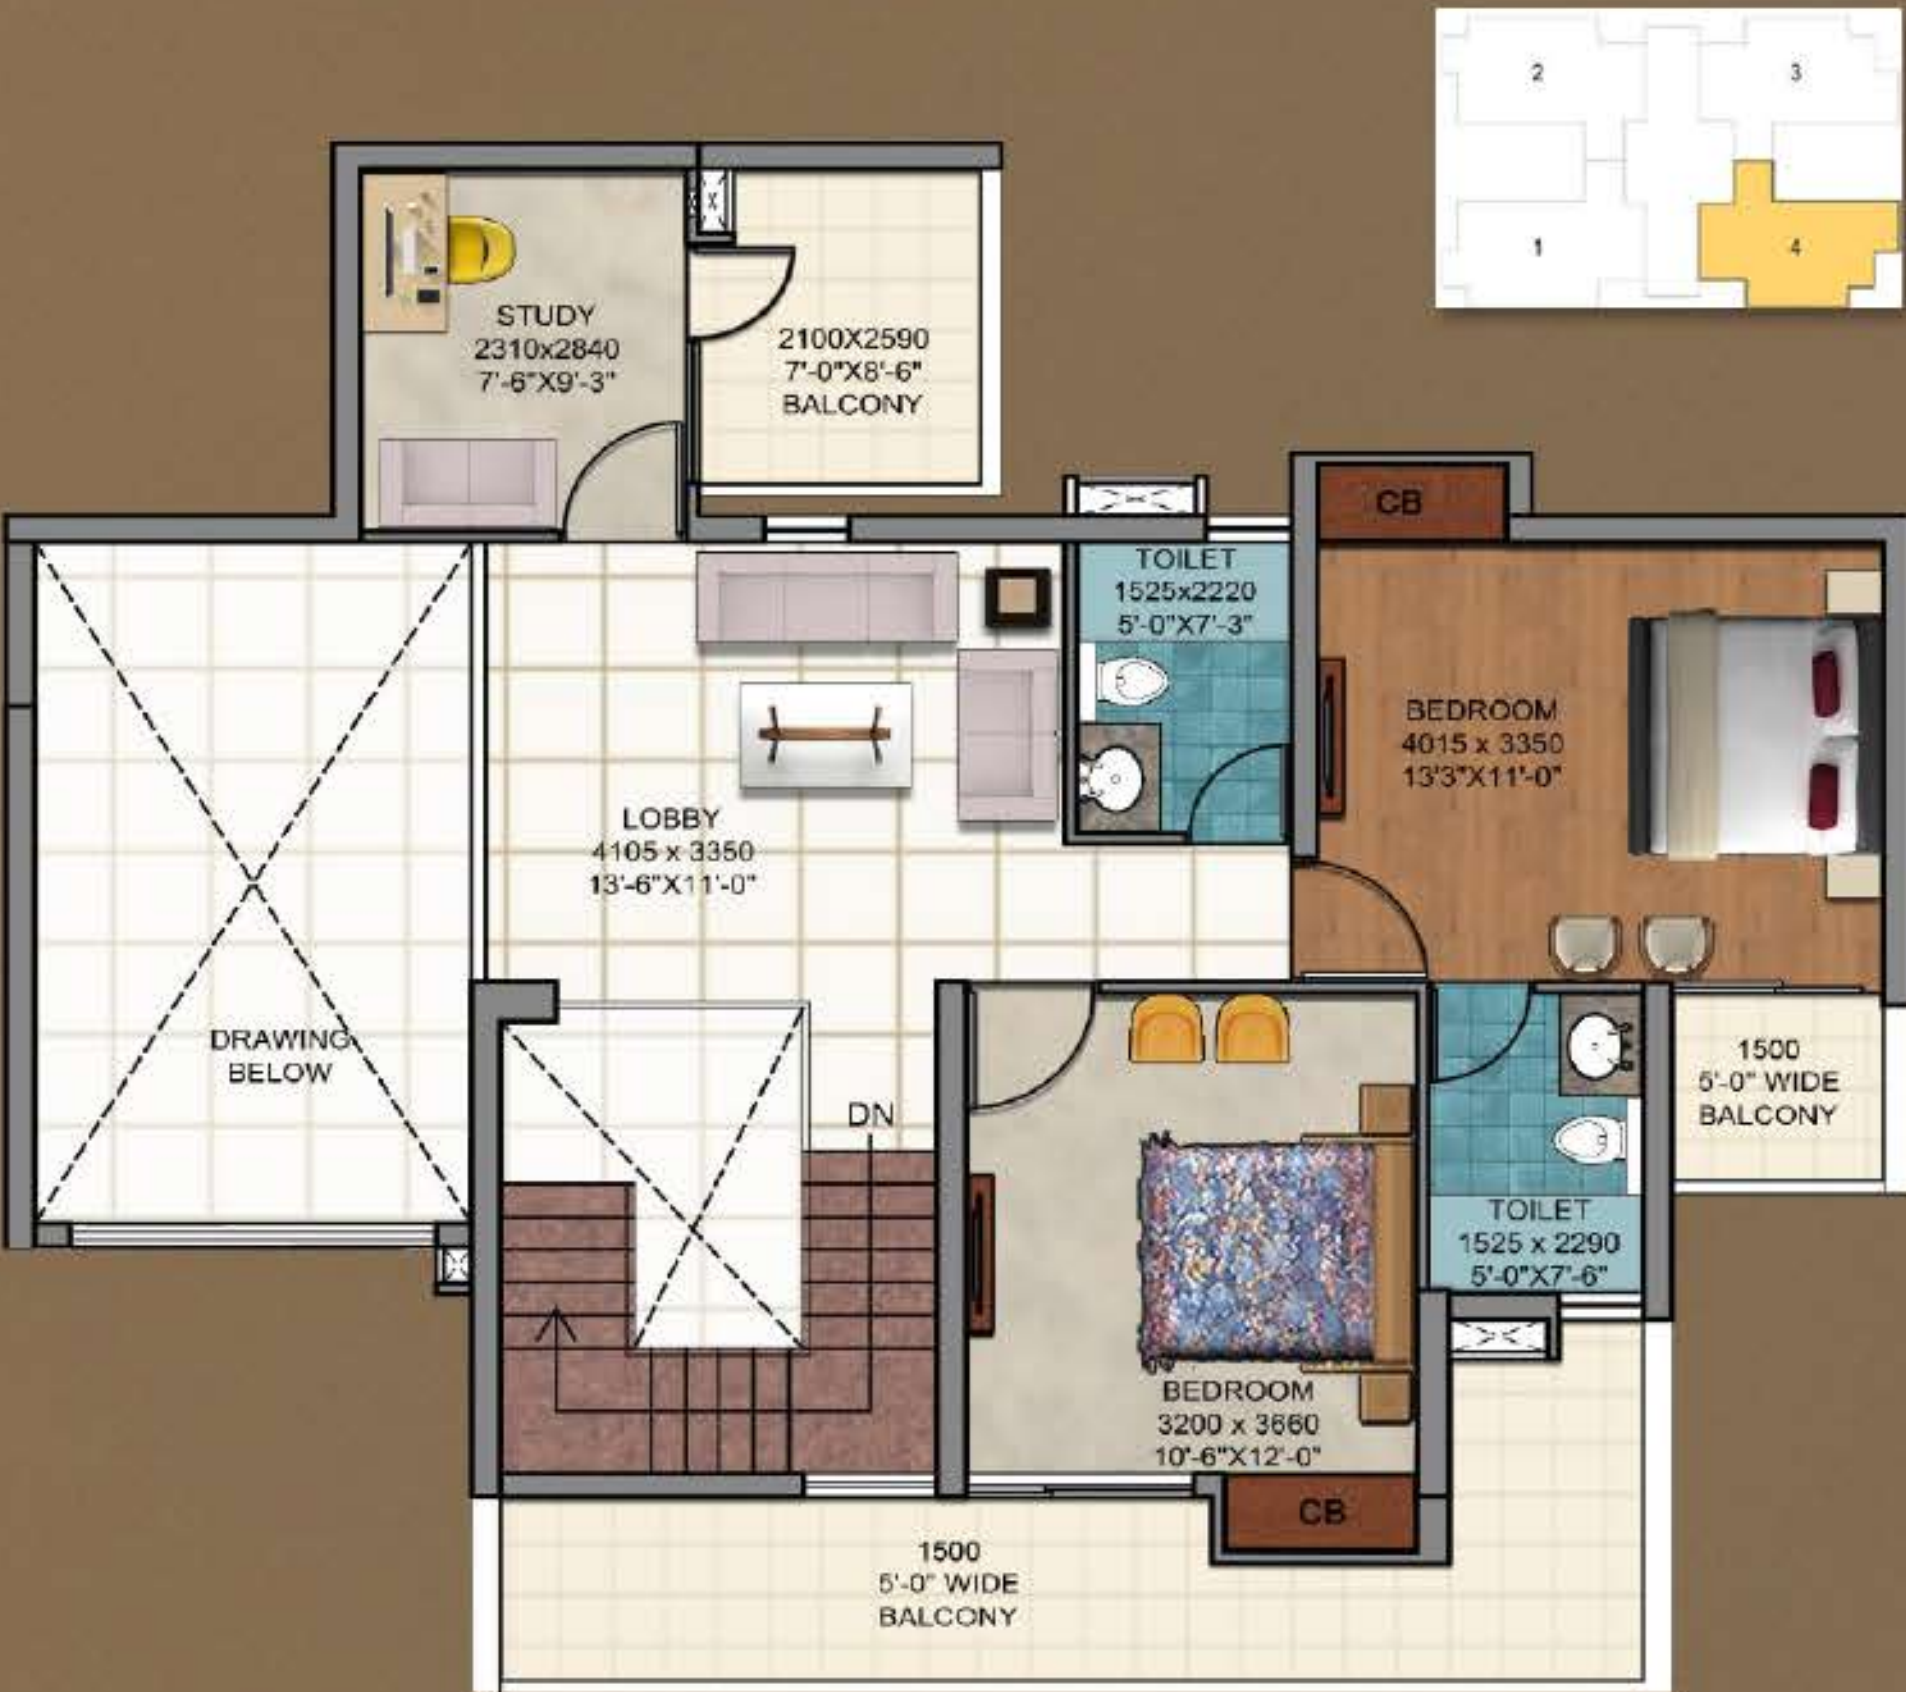 2
3
1
4
STUDY
2310x2840
7'-6"X9'-3"
2100X2590
7'-0"X8'-6"
BALCONY
CB
TOILET
1525x2220
5'-0"X7'-3"
BEDROOM
4015 x 3350
13'3"X11'-0"
LOBBY
4105 x 3350
13'-6"X11'-0"
DRAWING
BELOW
DN
1500
5'-0" WIDE
BALCONY
TOILET
1525 x 2290
5'-0"X7'-6"
BEDROOM
3200 x 3660
10'-6"X12'-0"
CB
1500
5'-0" WIDE
BALCONY